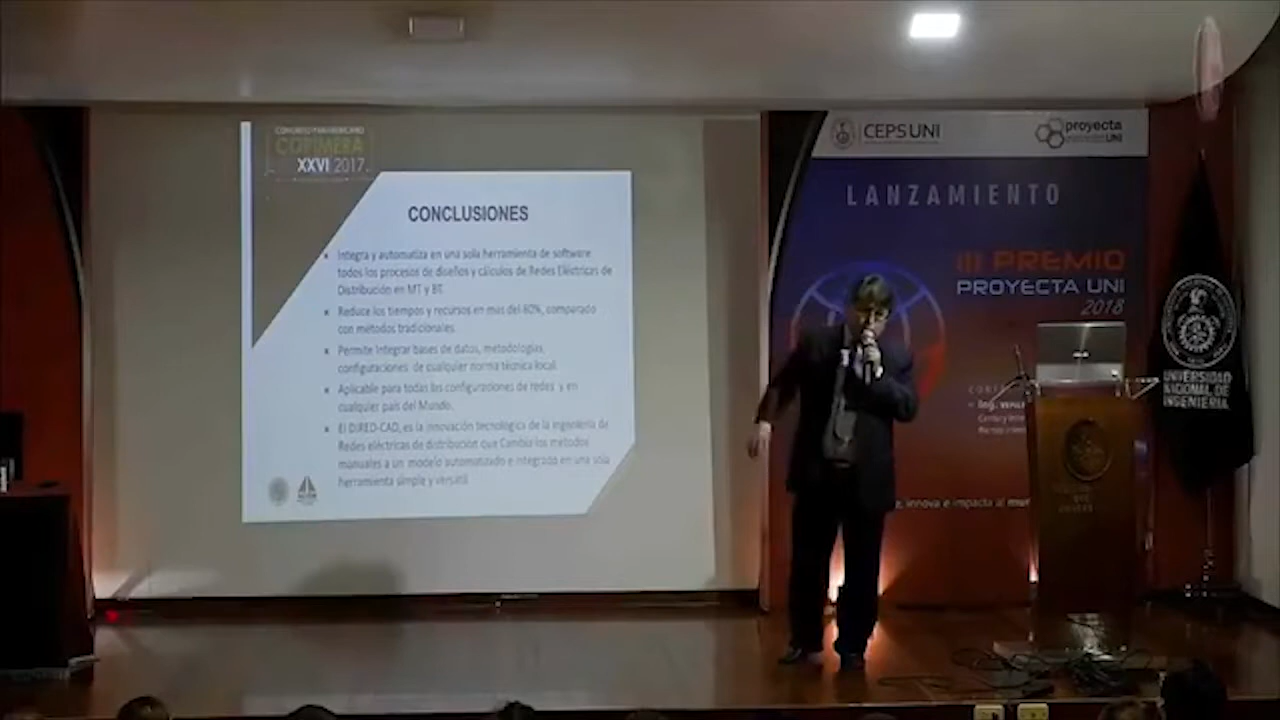 CONGRESO PANAMERICANO
COPIMERA
XXVI 2017
CONCLUSIONES
Integra y automatiza en una sola herramienta de software
todos los procesos de diseños y cálculos de Redes Eléctricas de
Distribución en MT y BT.
Reduce los tiempos y recursos en mas del 60%, comparado
con métodos tradicionales.
Permite Integrar bases de datos, metodologías,
configuraciones de cualquier norma técnica local.
Aplicable para todas las configuraciones de redes y en
cualquier país del Mundo.
El DIRED-CAD, es la innovación tecnológica de la ingeniería de
Redes eléctricas de distribución que Cambia los metodos
manuales a un modelo automatizado e integrado en una sola
herramienta simple y versatil.
CEPS UNI
proyecta
UNI
LANZAMIENTO
III PREMIO
PROYECTA UNI
2018
Ing.
innova e impacta al
UNIVERSIDAD
NACIONAL DE
INGENIERIA